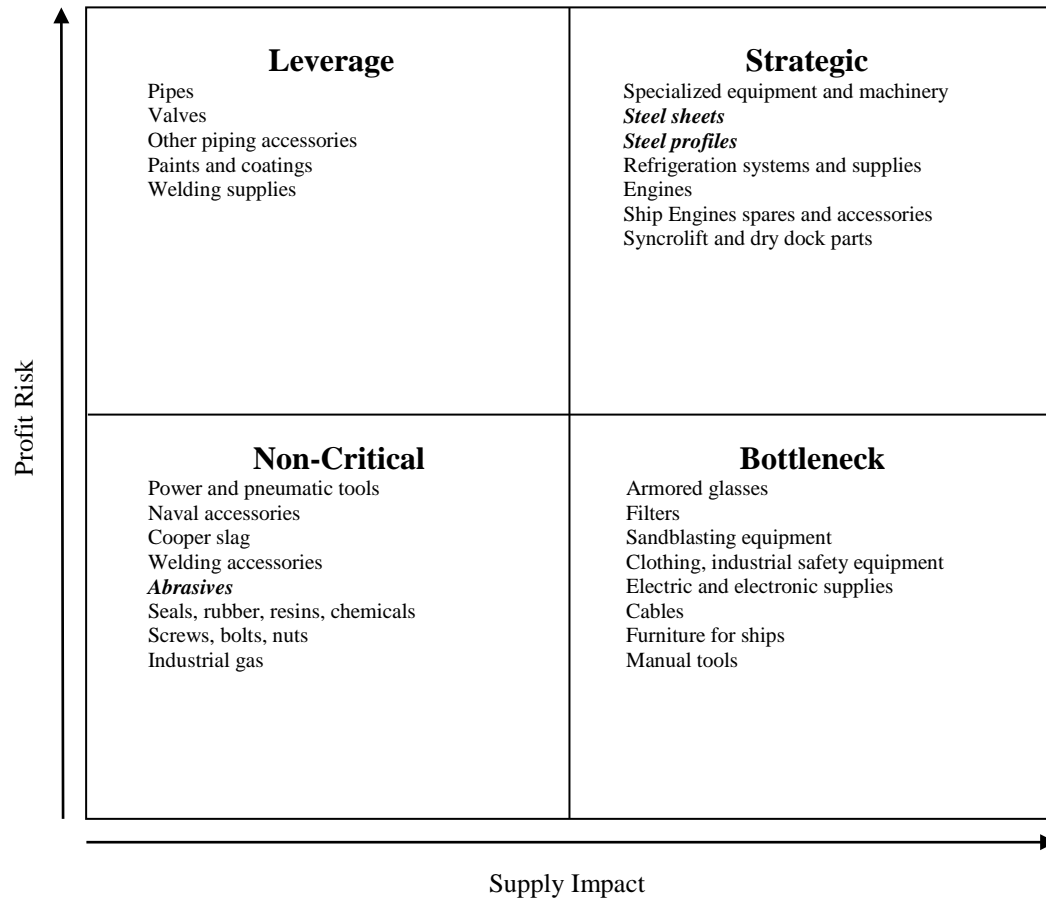 Profit Risk
Leverage
Pipes
Valves
Other piping accessories
Paints and coatings
Welding supplies
Strategic
Specialized equipment and machinery
Steel sheets
Steel profiles
Refrigeration systems and supplies
Engines
Ship Engines spares and accessories
Syncrolift and dry dock parts
Non-Critical
Power and pneumatic tools
Naval accessories
Cooper slag
Welding accessories
Abrasives
Seals, rubber, resins, chemicals
Screws, bolts, nuts
Industrial gas
Bottleneck
Armored glasses
Filters
Sandblasting equipment
Clothing, industrial safety equipment
Electric and electronic supplies
Cables
Furniture for ships
Manual tools
Supply Impact